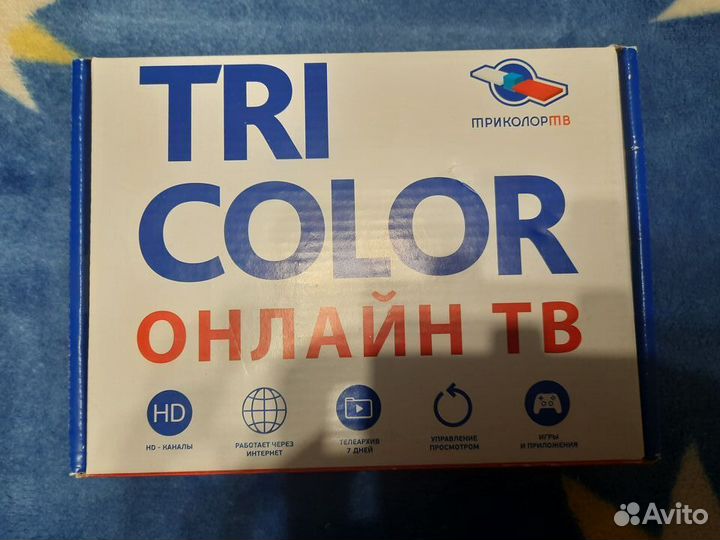 TRI
COLOR
ТРИКОЛОР ТВ
ОНЛАЙН ТВ
HD
HD - КАНАЛЫ
РАБОТАЕТ ЧЕРЕЗ
ИНТЕРНЕТ
ТЕЛЕАРХИВ
7 ДНЕЙ
УПРАВЛЕНИЕ
ПРОСМОТРОМ
ИГРЫ
И ПРИЛОЖЕНИЯ
Avito